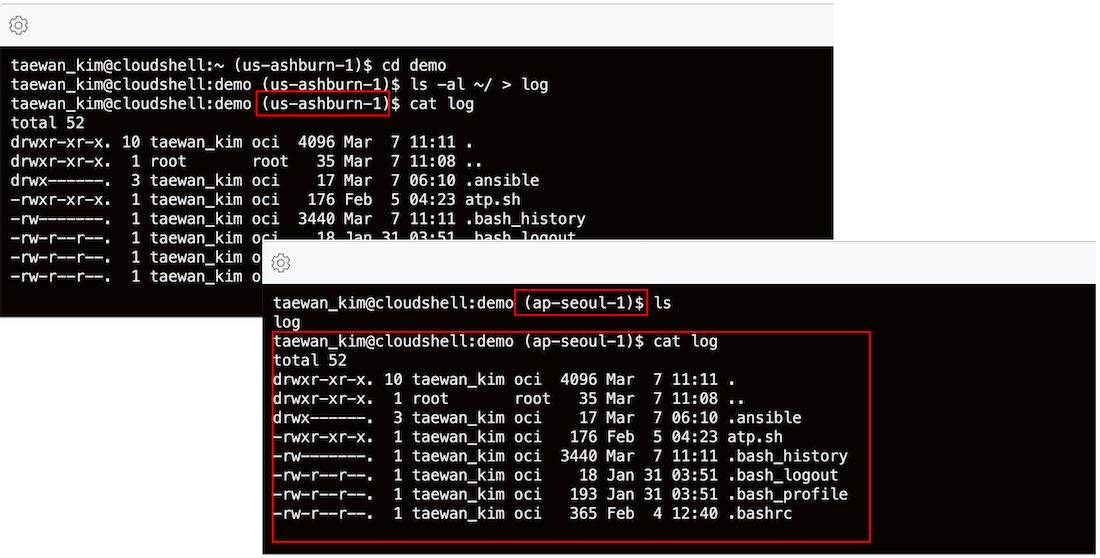 taewan_kim@cloudshell:~ (us-ashburn-1)$ cd demo
taewan_kim@cloudshell:demo (us-ashburn-1)$ ls -al ~/ > log
taewan_kim@cloudshell:demo (us-ashburn-1)$ cat log
total 52
drwxr-xr-x. 10 taewan_kim oci  4096 Mar  7 11:11 .
drwxr-xr-x.  1 root       root   35 Mar  7 11:08 ..
drwx------.  3 taewan_kim oci    17 Mar  7 06:10 .ansible
-rwxr-xr-x.  1 taewan_kim oci   176 Feb  5 04:23 atp.sh
-rw-------.  1 taewan_kim oci  3440 Mar  7 11:11 .bash_history
-rw-r--r--.  1 taewan_kim oci    18 Jan 31 03:51 .bash_logout
-rw-r--r--.  1 taewan_kim
-rw-r--r--.  1 taewan_kim
taewan_kim@cloudshell:demo (ap-seoul-1)$ ls
log
taewan_kim@cloudshell:demo (ap-seoul-1)$ cat log
total 52
drwxr-xr-x. 10 taewan_kim oci  4096 Mar  7 11:11 .
drwxr-xr-x.  1 root       root   35 Mar  7 11:08 ..
drwx------.  3 taewan_kim oci    17 Mar  7 06:10 .ansible
-rwxr-xr-x.  1 taewan_kim oci   176 Feb  5 04:23 atp.sh
-rw-------.  1 taewan_kim oci  3440 Mar  7 11:11 .bash_history
-rw-r--r--.  1 taewan_kim oci    18 Jan 31 03:51 .bash_logout
-rw-r--r--.  1 taewan_kim oci   193 Jan 31 03:51 .bash_profile
-rw-r--r--.  1 taewan_kim oci   365 Feb  4 12:40 .bashrc